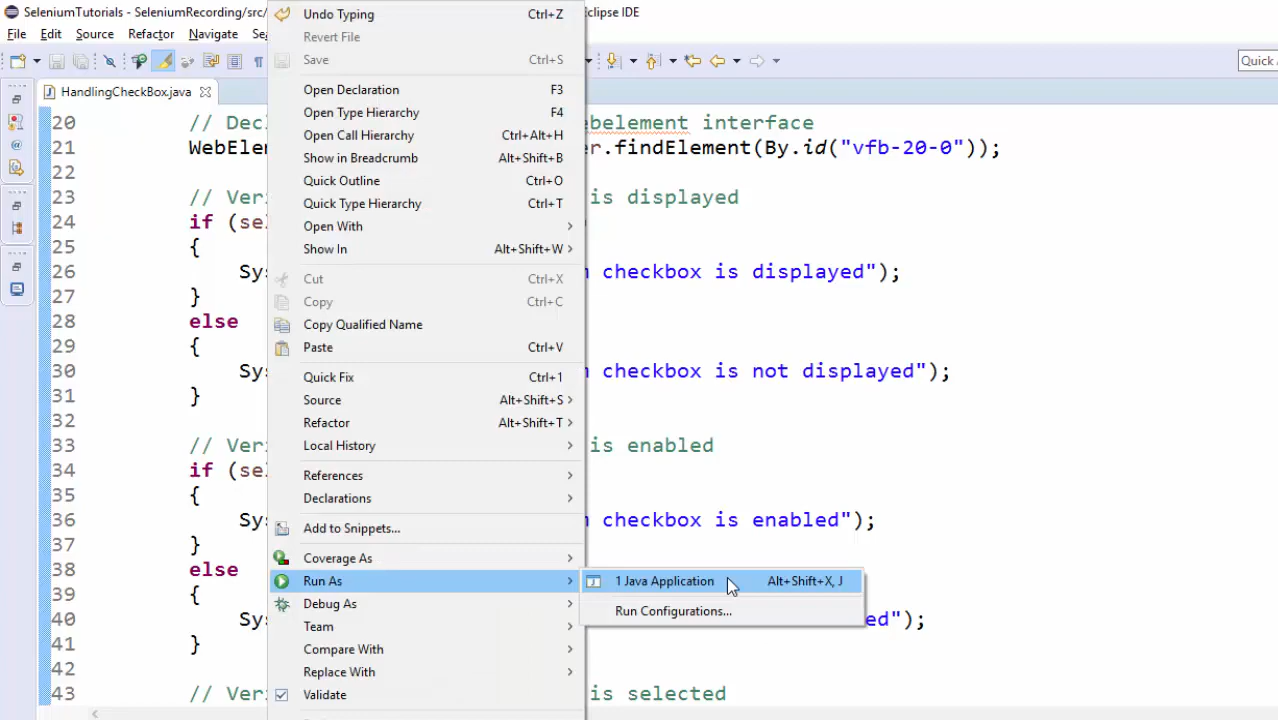 SeleniumTutorials - SeleniumRecording/src/
clipse IDE
File Edit Source Refactor Navigate Se
Quick
HandlingCheckBox.java
Undo Typing Ctrl+Z
Revert File
Save Ctrl+S
Open Declaration F3
Open Type Hierarchy F4
Open Call Hierarchy Ctrl+Alt+H
Show in Breadcrumb Alt+Shift+B
Quick Outline Ctrl+O
Quick Type Hierarchy Ctrl+T
Open With
Show In Alt+Shift+W
Cut Ctrl+X
Copy Ctrl+C
Copy Qualified Name
Paste Ctrl+V
Quick Fix Ctrl+1
Source Alt+Shift+S
Refactor Alt+Shift+T
Local History
References
Declarations
Add to Snippets...
Coverage As
Run As
Debug As
Team
Compare With
Replace With
Validate
1 Java Application Alt+Shift+X, J
Run Configurations...
20 // Dec ebelement interface
21 WebElem r.findElement(By.id("vfb-20-0"));
22
23 // Ver is displayed
24 if (sel
25 {
26 Sys m checkbox is displayed");
27 }
28 else
29 {
30 Sys m checkbox is not displayed");
31 }
32
33 // Ver is enabled
34 if (sel
35 {
36 Sys m checkbox is enabled");
37 }
38 else
39 {
40 Sys ed");
41 }
42
43 // Ver is selected